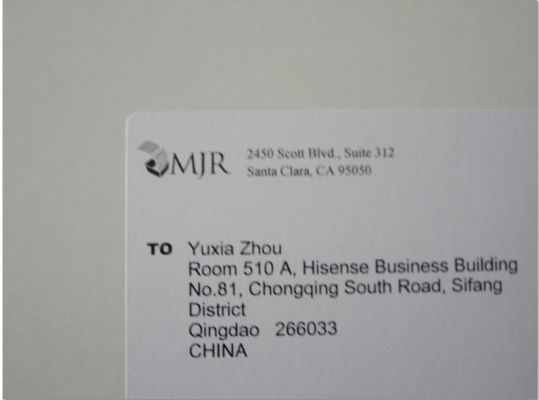 MJR
2450 Scott Blvd., Suite 312
Santa Clara, CA 95050
TO Yuxia Zhou
Room 510 A, Hisense Business Building
No.81, Chongqing South Road, Sifang
District
Qingdao 266033
CHINA